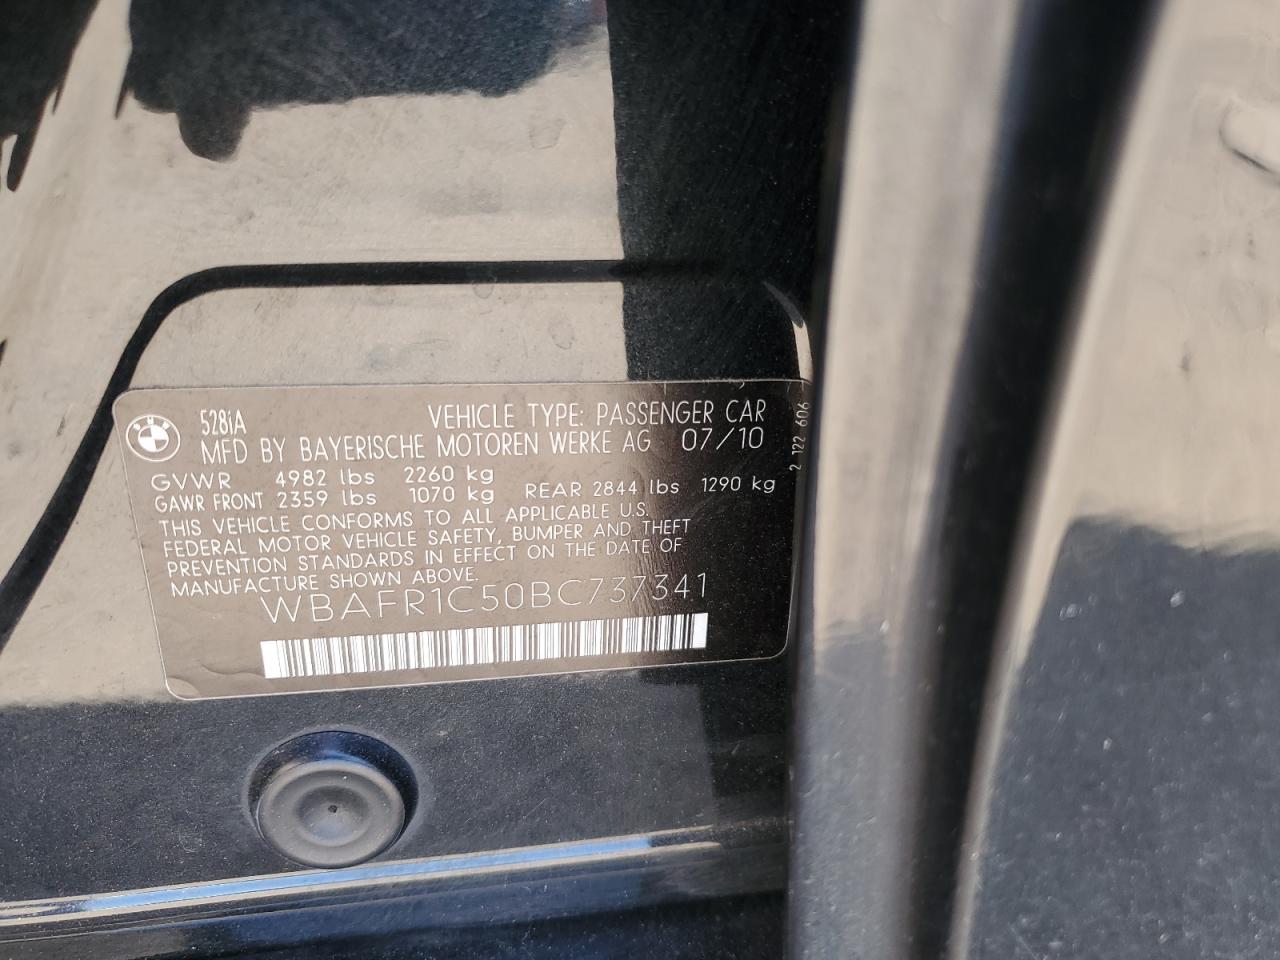 BMW
528iA VEHICLE TYPE: PASSENGER CAR
MFD BY BAYERISCHE MOTOREN WERKE AG 07/10
GVWR 4982 lbs 2260 kg
GAWR FRONT 2359 lbs 1070 kg REAR 2844 lbs 1290 kg
THIS VEHICLE CONFORMS TO ALL APPLICABLE U.S.
FEDERAL MOTOR VEHICLE SAFETY, BUMPER AND THEFT
PREVENTION STANDARDS IN EFFECT ON THE DATE OF
MANUFACTURE SHOWN ABOVE.
WBAFR1C50BC737341
2 122 606